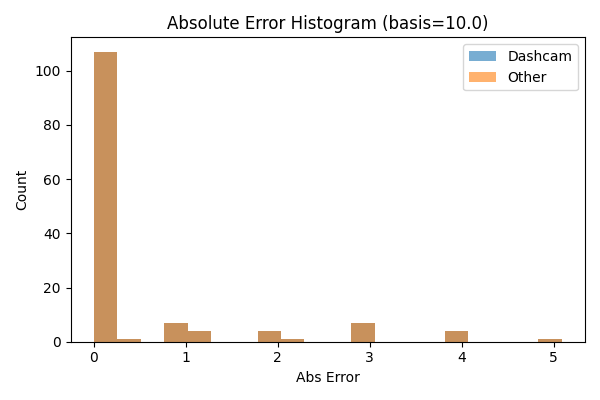 Absolute Error Histogram (basis=10.0)
Dashcam
Other
Count
100
80
60
40
20
0
0 1 2 3 4 5
Abs Error